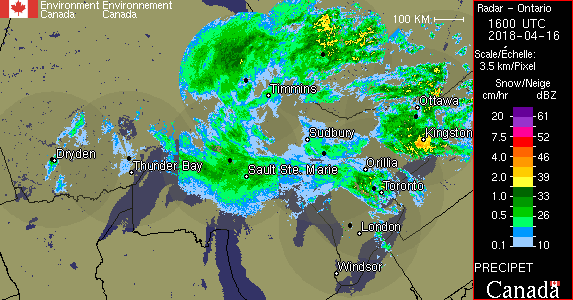 Environment Environnement
Canada Canada
100 KM
Timmins
Ottawa
Sudbury
Kingston
Dryden
Thunder Bay
Sault Ste. Marie
Orillia
Toronto
London
Windsor
Radar - Ontario
1600 UTC
2018-04-16
Scale/Échelle:
3.5 km/Pixel
Snow/Neige
cm/hr dBZ
20 61
7.5 52
4.0 46
2.0 39
1.0 33
0.5 26
0.1 10
PRECIPET
Canada